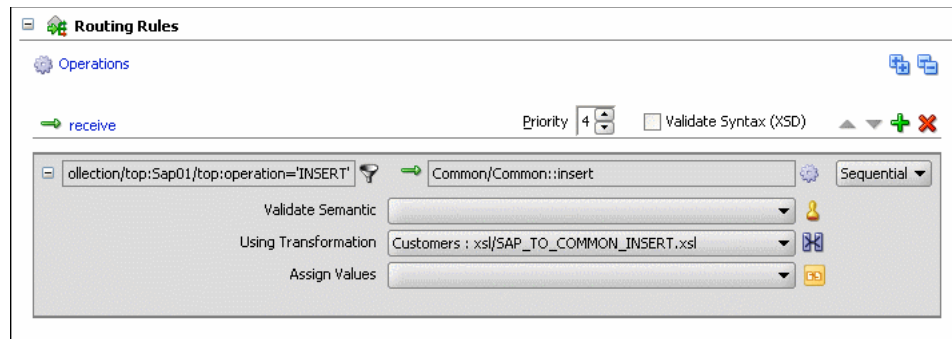 Routing Rules
Operations
receive Priority 4 Validate Syntax (XSD)
ollection/top:Sap01/top:operation='INSERT' Common/Common::insert Sequential
Validate Semantic
Using Transformation Customers : xsl/SAP_TO_COMMON_INSERT.xsl
Assign Values